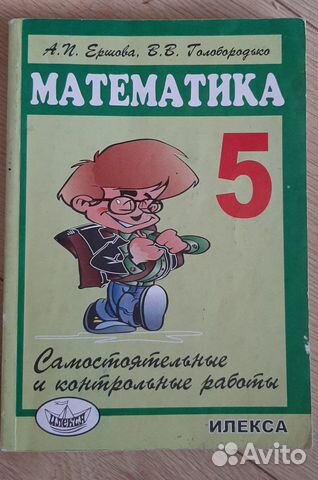 А.П. Ершова, В.В. Голобородько
МАТЕМАТИКА
5
Самостоятельные
и контрольные работы
ИЛЕКСА
ИЛЕКСА
Avito